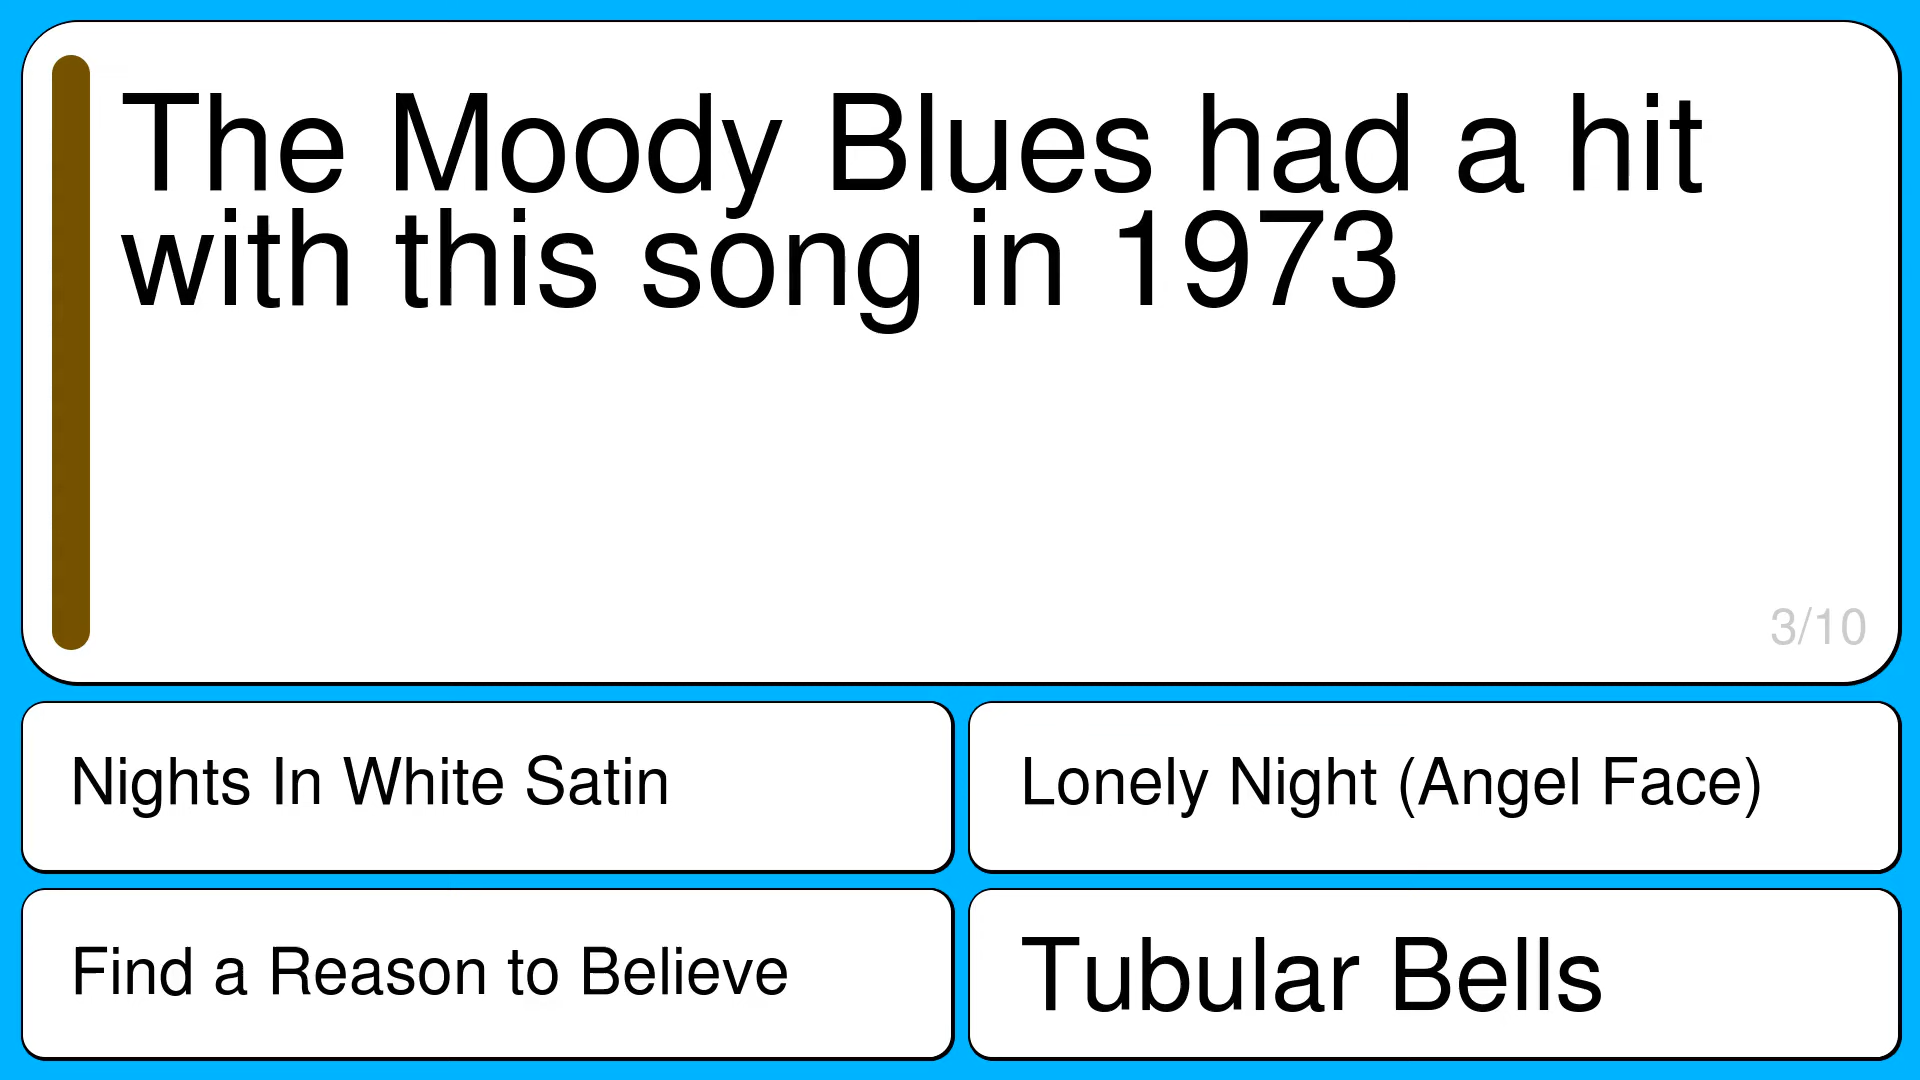 The Moody Blues had a hit
with this song in 1973
3/10
Nights In White Satin
Lonely Night (Angel Face)
Find a Reason to Believe
Tubular Bells